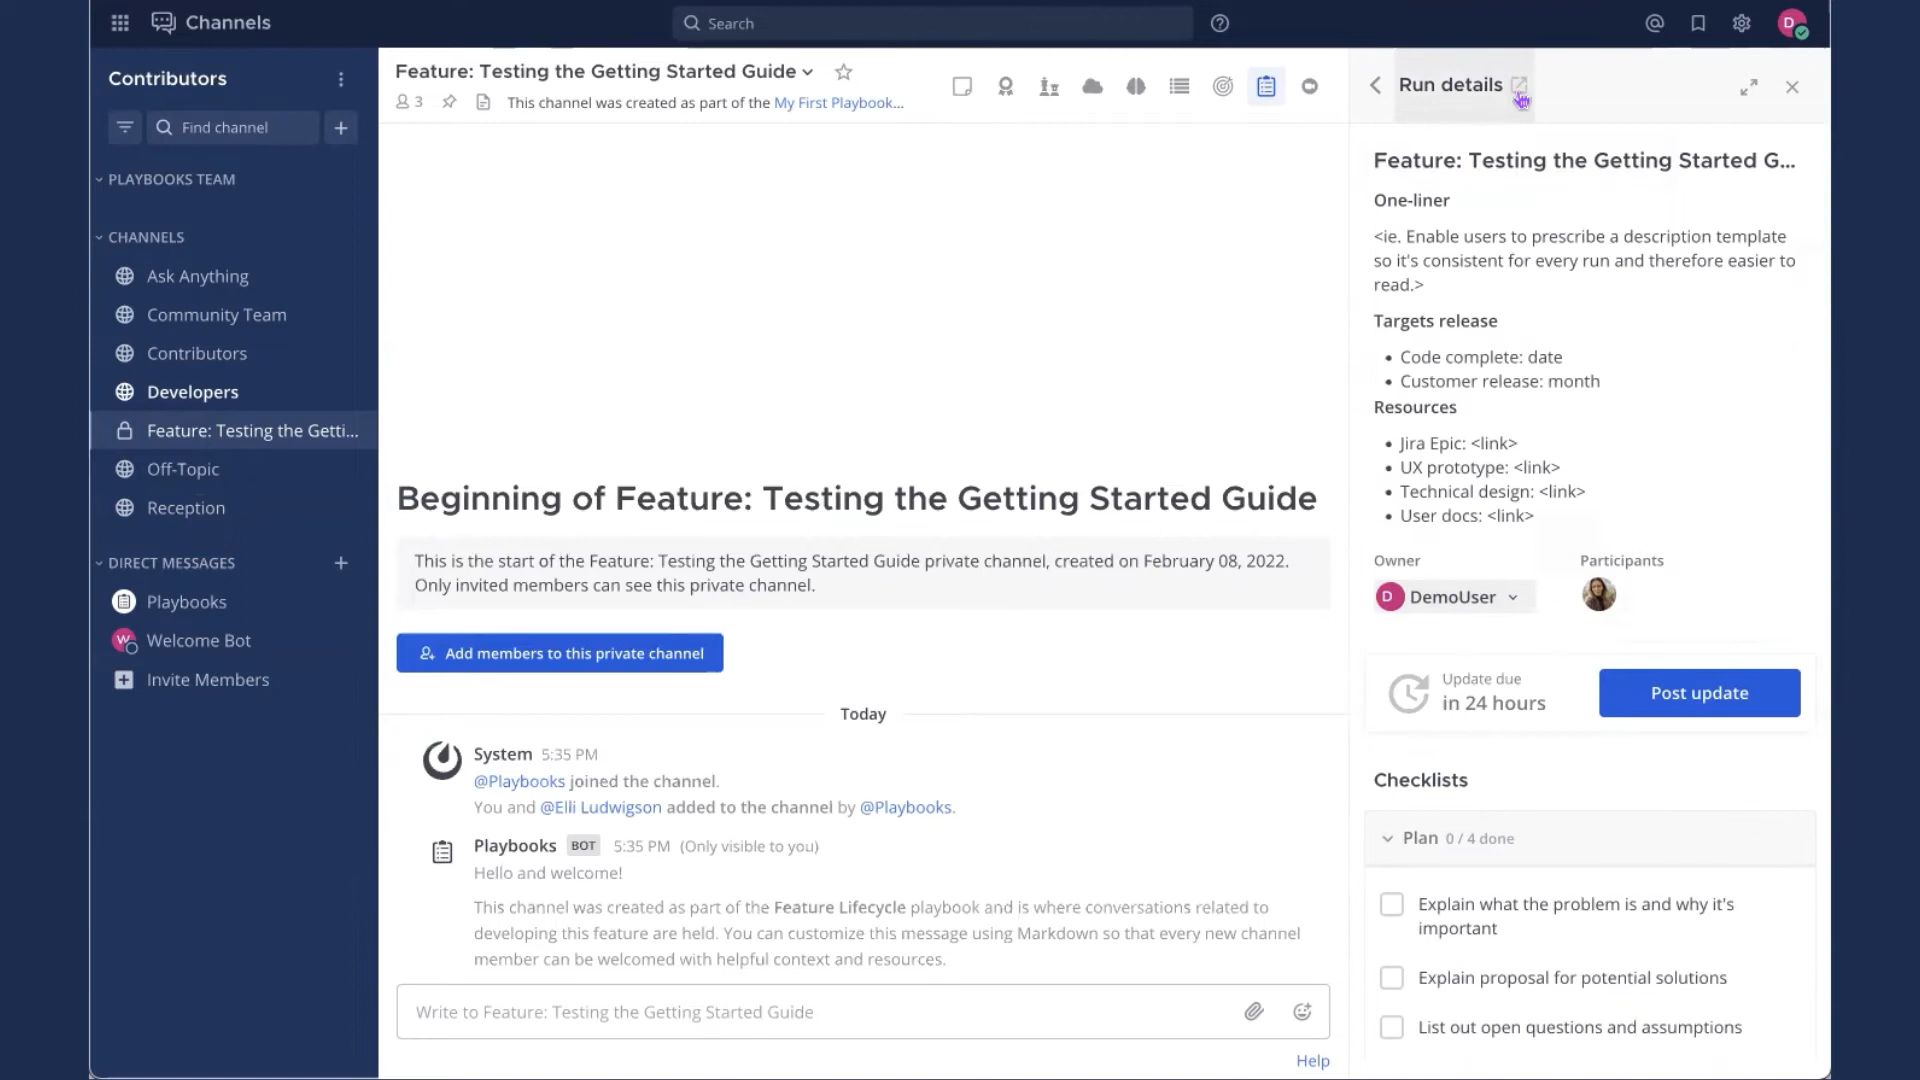 Channels
Search
D
Contributors
Find channel
PLAYBOOKS TEAM
CHANNELS
Ask Anything
Community Team
Contributors
Developers
Feature: Testing the Getti...
Off-Topic
Reception
DIRECT MESSAGES
Playbooks
W
Welcome Bot
Invite Members
Feature: Testing the Getting Started Guide
3
This channel was created as part of the My First Playbook...
Beginning of Feature: Testing the Getting Started Guide
This is the start of the Feature: Testing the Getting Started Guide private channel, created on February 08, 2022.
Only invited members can see this private channel.
Add members to this private channel
Today
System 5:35 PM
@Playbooks joined the channel.
You and @Elli Ludwigson added to the channel by @Playbooks.
Playbooks BOT 5:35 PM (Only visible to you)
Hello and welcome!
This channel was created as part of the Feature Lifecycle playbook and is where conversations related to
developing this feature are held. You can customize this message using Markdown so that every new channel
member can be welcomed with helpful context and resources.
Write to Feature: Testing the Getting Started Guide
Help
Run details
Feature: Testing the Getting Started G...
One-liner
<ie. Enable users to prescribe a description template
so it's consistent for every run and therefore easier to
read.>
Targets release
• Code complete: date
• Customer release: month
Resources
• Jira Epic: <link>
• UX prototype: <link>
• Technical design: <link>
• User docs: <link>
Owner
Participants
D DemoUser
Update due
in 24 hours
Post update
Checklists
Plan 0 / 4 done
Explain what the problem is and why it's
important
Explain proposal for potential solutions
List out open questions and assumptions